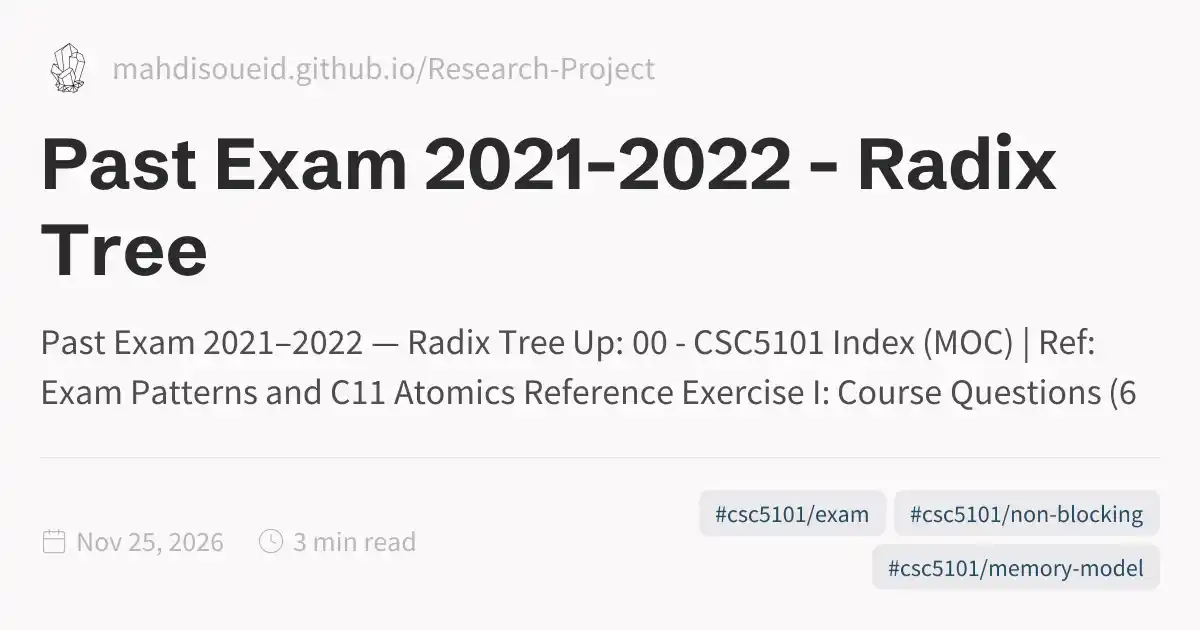 mahdisoueid.github.io/Research-Project
Past Exam 2021-2022 - Radix
Tree
Past Exam 2021–2022 — Radix Tree Up: 00 - CSC5101 Index (MOC) | Ref:
Exam Patterns and C11 Atomics Reference Exercise I: Course Questions (6
Nov 25, 2026
3 min read
#csc5101/exam
#csc5101/non-blocking
#csc5101/memory-model